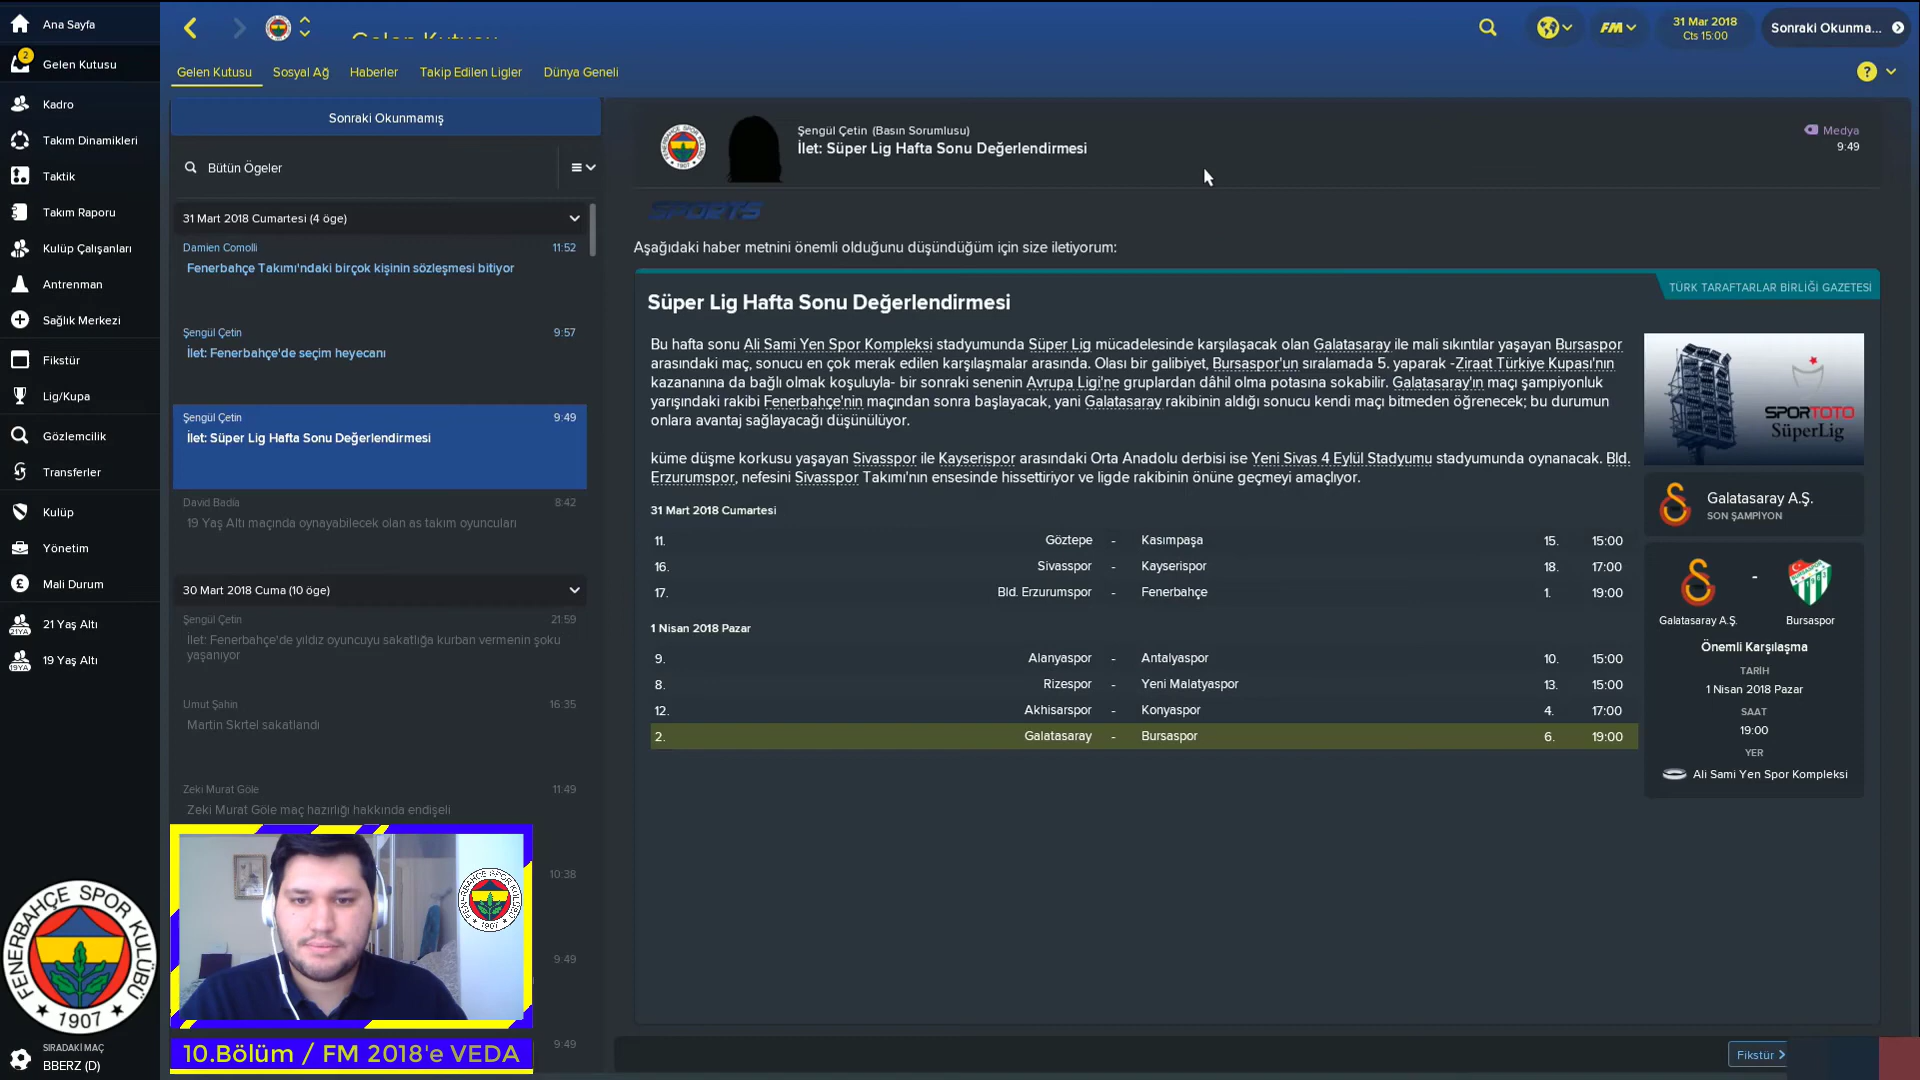 Ana Sayfa
2
Gelen Kutusu
Kadro
Takım Dinamikleri
Taktik
Takım Raporu
Kulüp Çalışanları
Antrenman
Sağlık Merkezi
Fikstür
Lig/Kupa
Gözlemcilik
Transferler
Kulüp
Yönetim
Mali Durum
21YA
21 Yaş Altı
19YA
19 Yaş Altı
FENERBAHÇE SPOR KULÜBÜ
1907
SIRADAKİ MAÇ
BBERZ (D)
Gelen Kutusu
FM
31 Mar 2018
Cts 15:00
Sonraki Okunma...
Gelen Kutusu
Sosyal Ağ
Haberler
Takip Edilen Ligler
Dünya Geneli
?
Sonraki Okunmamış
Bütün Ögeler
31 Mart 2018 Cumartesi (4 öge)
Damien Comolli 11:52
Fenerbahçe Takımı'ndaki birçok kişinin sözleşmesi bitiyor
Şengül Çetin 9:57
İlet: Fenerbahçe'de seçim heyecanı
Şengül Çetin 9:49
İlet: Süper Lig Hafta Sonu Değerlendirmesi
David Badía 8:42
19 Yaş Altı maçında oynayabilecek olan as takım oyuncuları
30 Mart 2018 Cuma (10 öge)
Şengül Çetin 21:59
İlet: Fenerbahçe'de yıldız oyuncuyu sakatlığa kurban vermenin şoku
yaşanıyor
Umut Şahin 16:35
Martin Skrtel sakatlandı
Zeki Murat Göle 11:49
Zeki Murat Göle maç hazırlığı hakkında endişeli
10:38
9:49
9:49
FENERBAHÇE SPOR KULÜBÜ
1907
10.Bölüm / FM 2018'e VEDA
Şengül Çetin (Basın Sorumlusu)
İlet: Süper Lig Hafta Sonu Değerlendirmesi
Medya
9:49
SPORTS
Aşağıdaki haber metnini önemli olduğunu düşündüğüm için size iletiyorum:
TÜRK TARAFTARLAR BİRLİĞİ GAZETESİ
Süper Lig Hafta Sonu Değerlendirmesi
Bu hafta sonu Ali Sami Yen Spor Kompleksi stadyumunda Süper Lig mücadelesinde karşılaşacak olan Galatasaray ile mali sıkıntılar yaşayan Bursaspor
arasındaki maç, sonucu en çok merak edilen karşılaşmalar arasında. Olası bir galibiyet, Bursaspor'un sıralamada 5. yaparak -Ziraat Türkiye Kupası'nın
kazananına da bağlı olmak koşuluyla- bir sonraki senenin Avrupa Ligi'ne gruplardan dâhil olma potasına sokabilir. Galatasaray'ın maçı şampiyonluk
yarışındaki rakibi Fenerbahçe'nin maçından sonra başlayacak, yani Galatasaray rakibinin aldığı sonucu kendi maçı bitmeden öğrenecek; bu durumun
onlara avantaj sağlayacağı düşünülüyor.
küme düşme korkusu yaşayan Sivasspor ile Kayserispor arasındaki Orta Anadolu derbisi ise Yeni Sivas 4 Eylül Stadyumu stadyumunda oynanacak. Bld.
Erzurumspor, nefesini Sivasspor Takımı'nın ensesinde hissettiriyor ve ligde rakibinin önüne geçmeyi amaçlıyor.
31 Mart 2018 Cumartesi
11. Göztepe - Kasımpaşa 15. 15:00
16. Sivasspor - Kayserispor 18. 17:00
17. Bld. Erzurumspor - Fenerbahçe 1. 19:00
1 Nisan 2018 Pazar
9. Alanyaspor - Antalyaspor 10. 15:00
8. Rizespor - Yeni Malatyaspor 13. 15:00
12. Akhisarspor - Konyaspor 4. 17:00
2. Galatasaray - Bursaspor 6. 19:00
SPORTOTO
SüperLig
Galatasaray A.Ş.
SON ŞAMPİYON
-
Galatasaray A.Ş. Bursaspor
Önemli Karşılaşma
TARİH
1 Nisan 2018 Pazar
SAAT
19:00
YER
Ali Sami Yen Spor Kompleksi
Fikstür